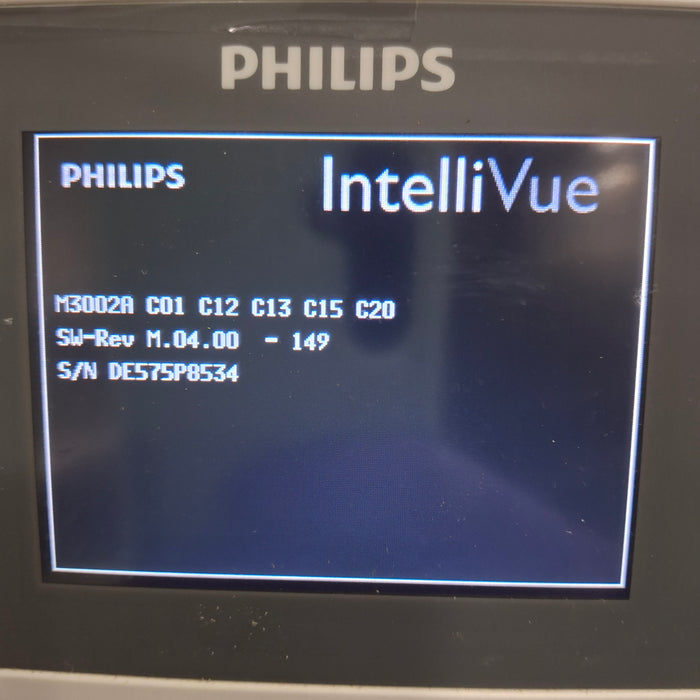 PHILIPS
PHILIPS IntelliVue
M3002A C01 C12 C13 C15 C20
SW-Rev M.04.00 - 149
S/N DE575P8534